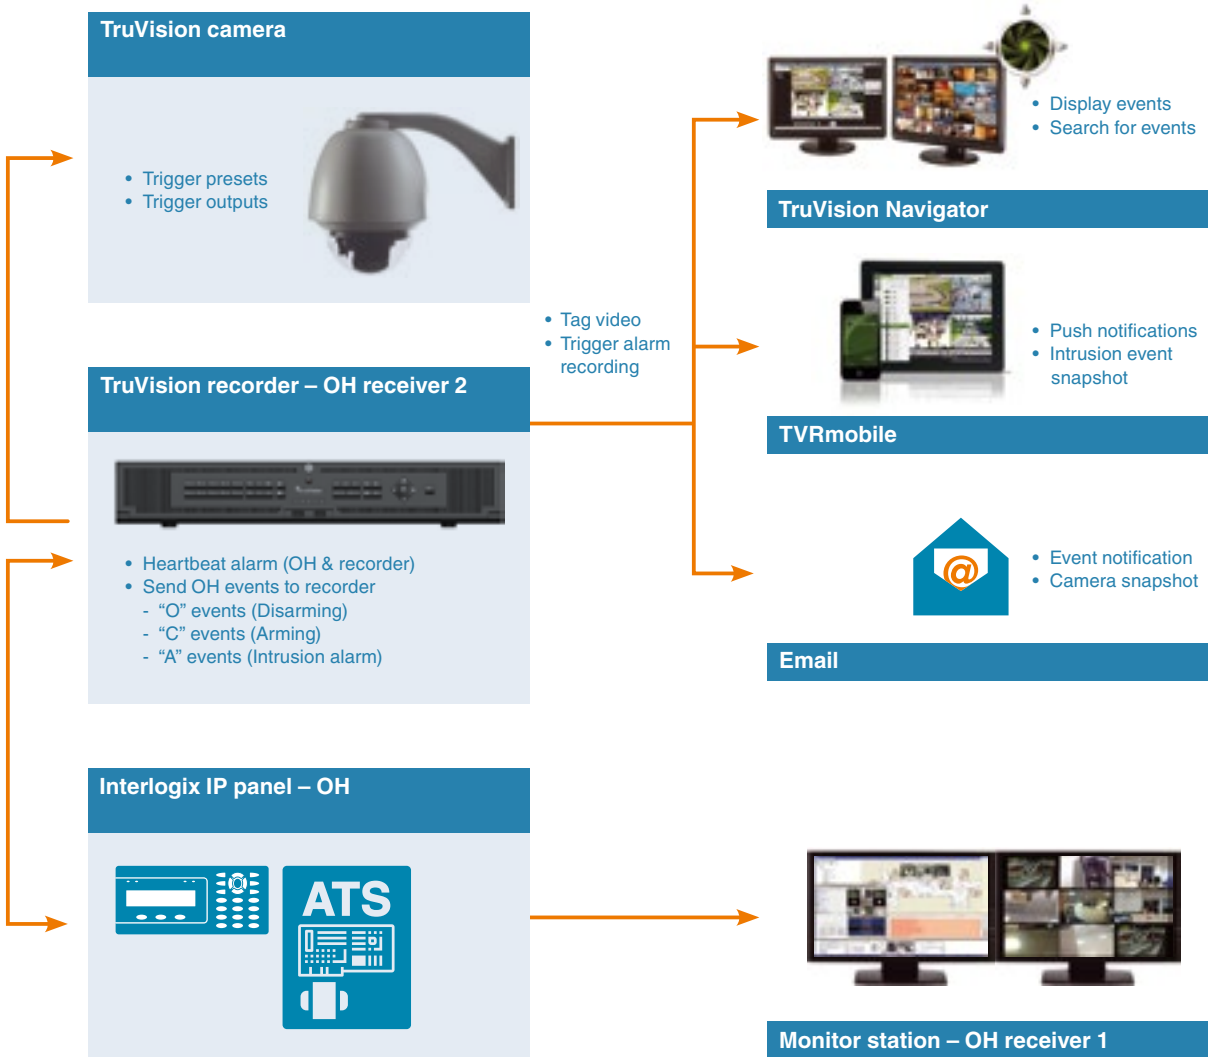 TruVision camera
• Trigger presets
• Trigger outputs
• Display events
• Search for events
TruVision Navigator
• Tag video
• Trigger alarm
recording
• Push notifications
• Intrusion event
snapshot
TVRmobile
TruVision recorder – OH receiver 2
• Heartbeat alarm (OH & recorder)
• Send OH events to recorder
- “O” events (Disarming)
- “C” events (Arming)
- “A” events (Intrusion alarm)
@
• Event notification
• Camera snapshot
Email
Interlogix IP panel – OH
ATS
Monitor station – OH receiver 1